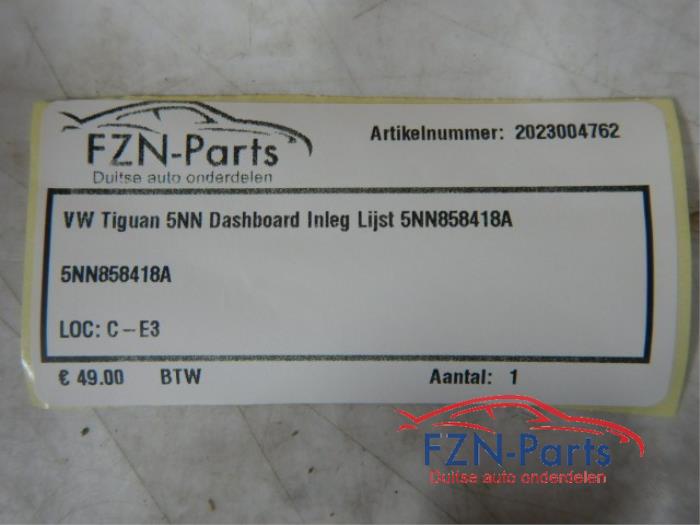 FZN-Parts
Duitse auto onderdelen
Artikelnummer: 2023004762
VW Tiguan 5NN Dashboard Inleg Lijst 5NN858418A
5NN858418A
LOC: C - E3
€ 49.00 BTW Aantal: 1
FZN-Parts
Duitse auto onderdelen